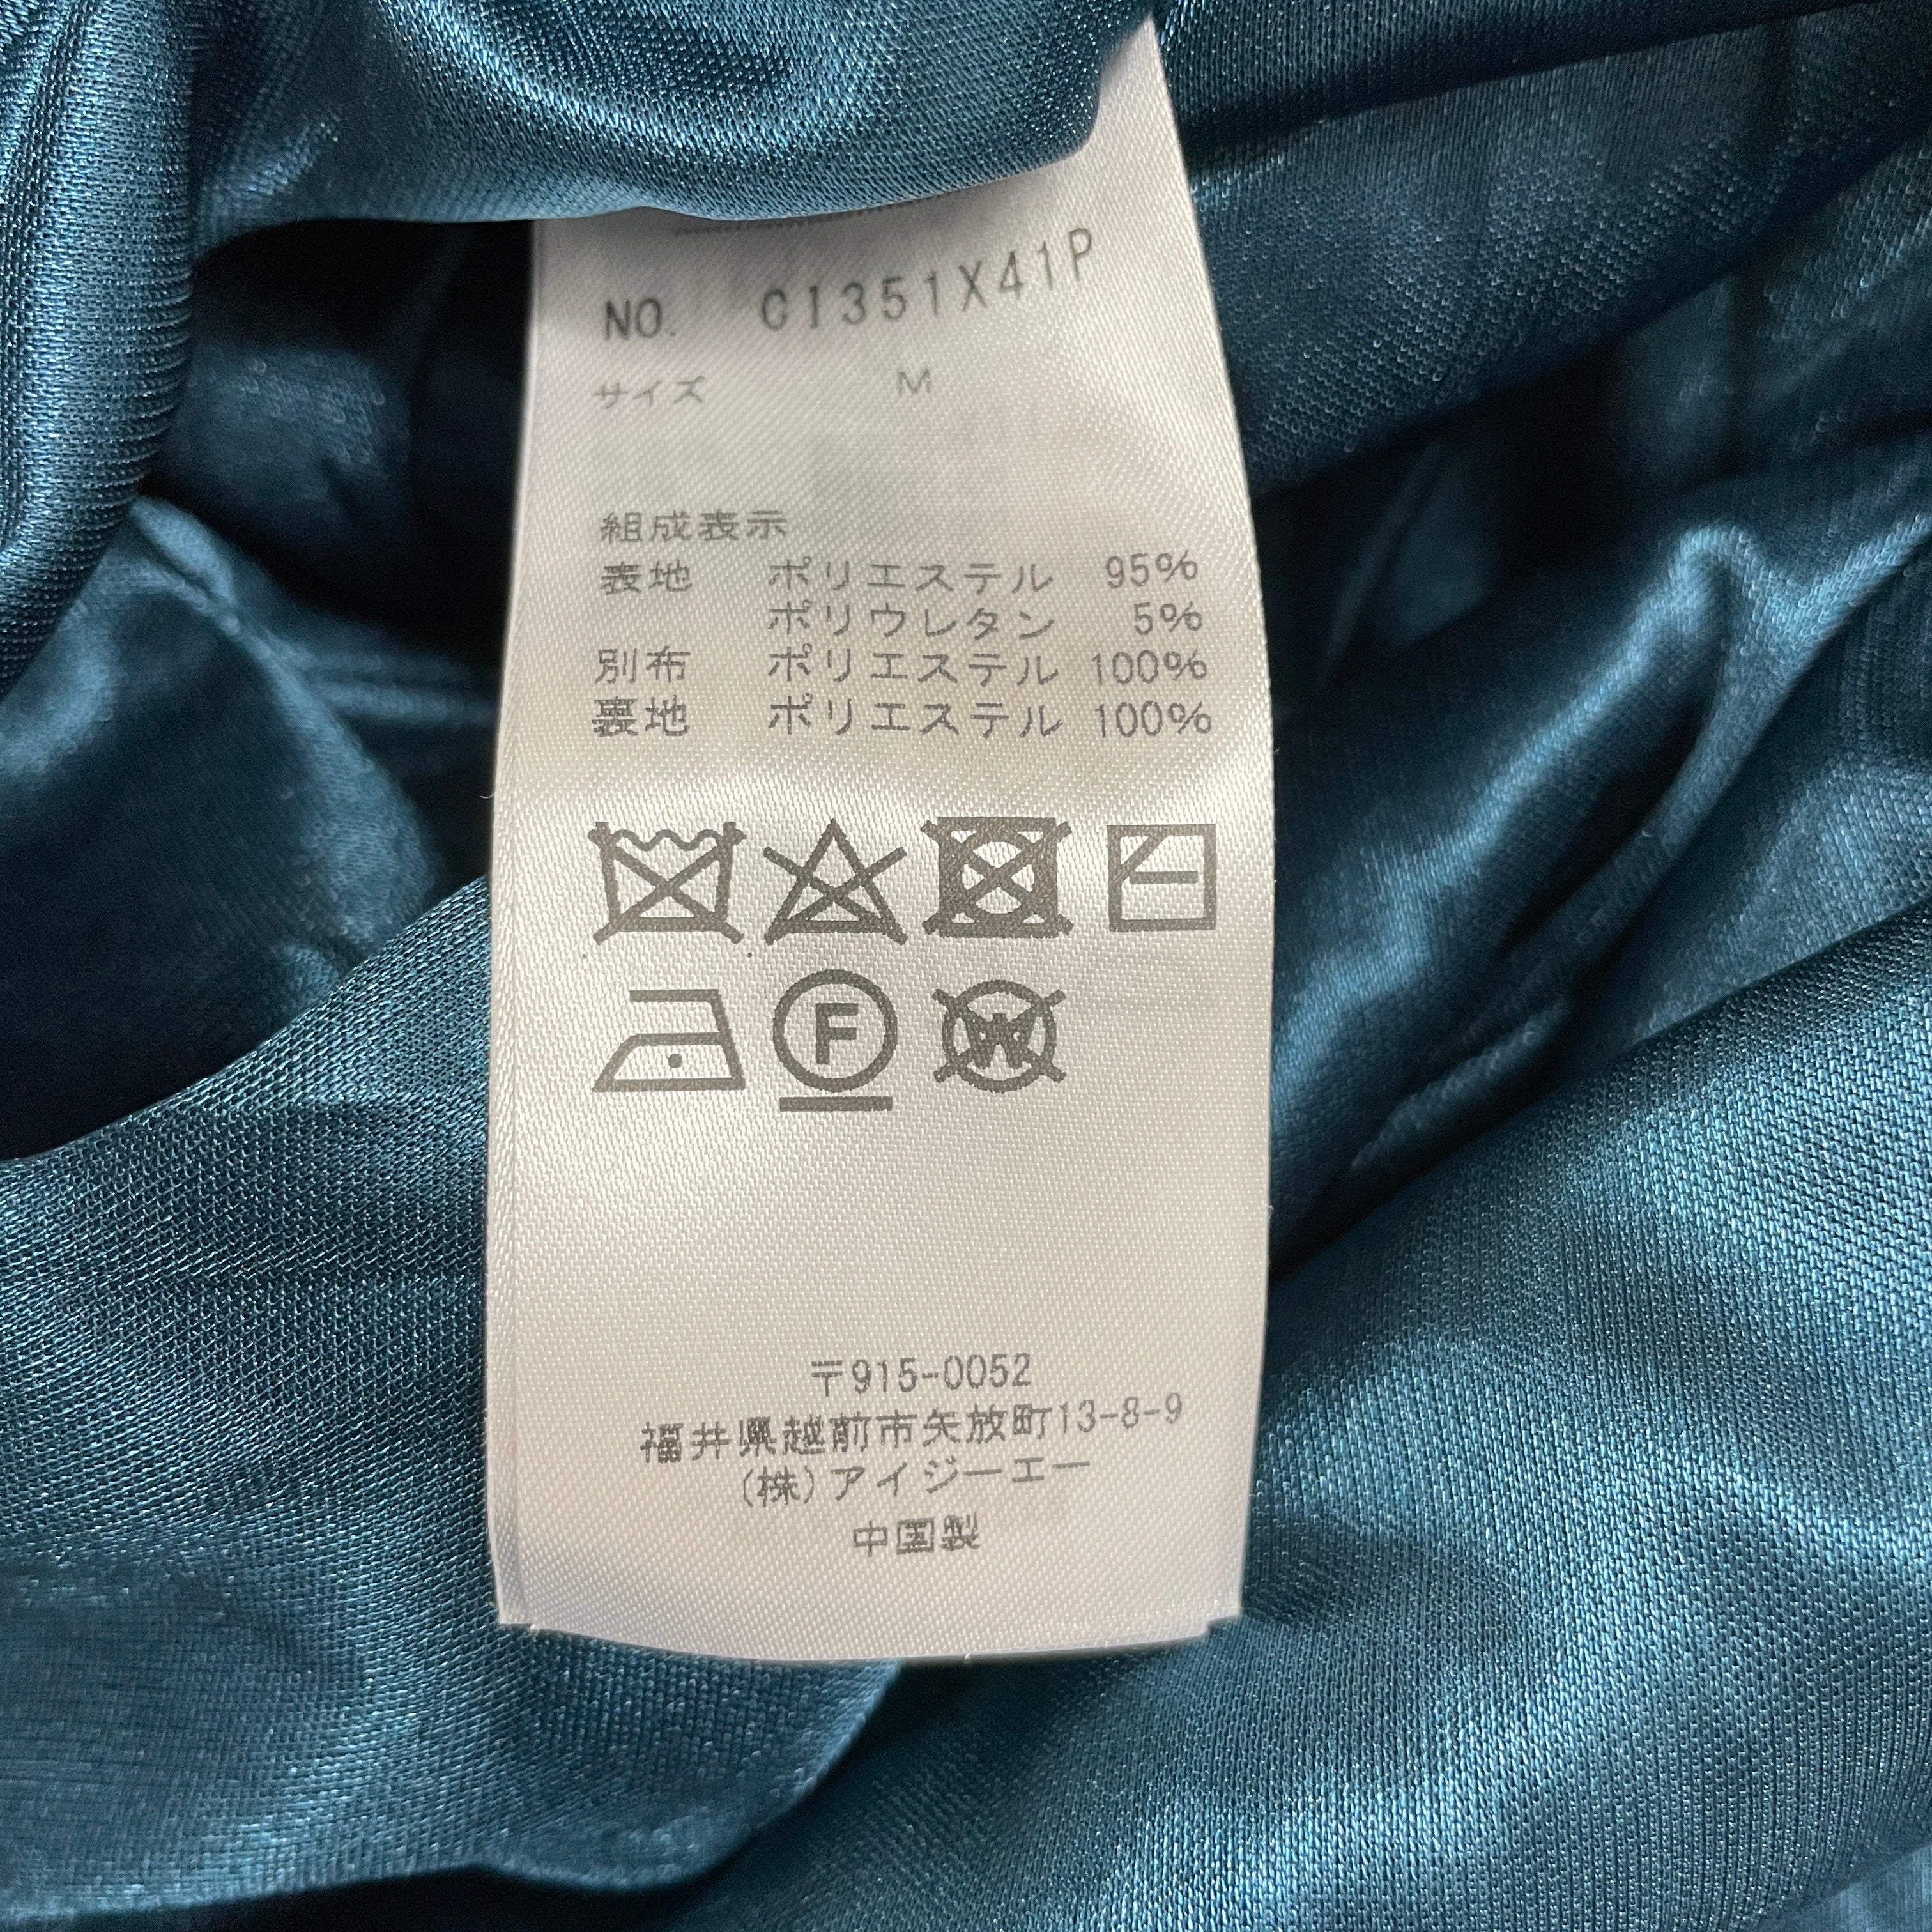 NO. C1351X41P
サイズ M
組成表示
表地 ポリエステル 95%
ポリウレタン 5%
別布 ポリエステル 100%
裏地 ポリエステル 100%
F
W
〒915-0052
福井県越前市矢放町13-8-9
(株)アイジーエー
中国製